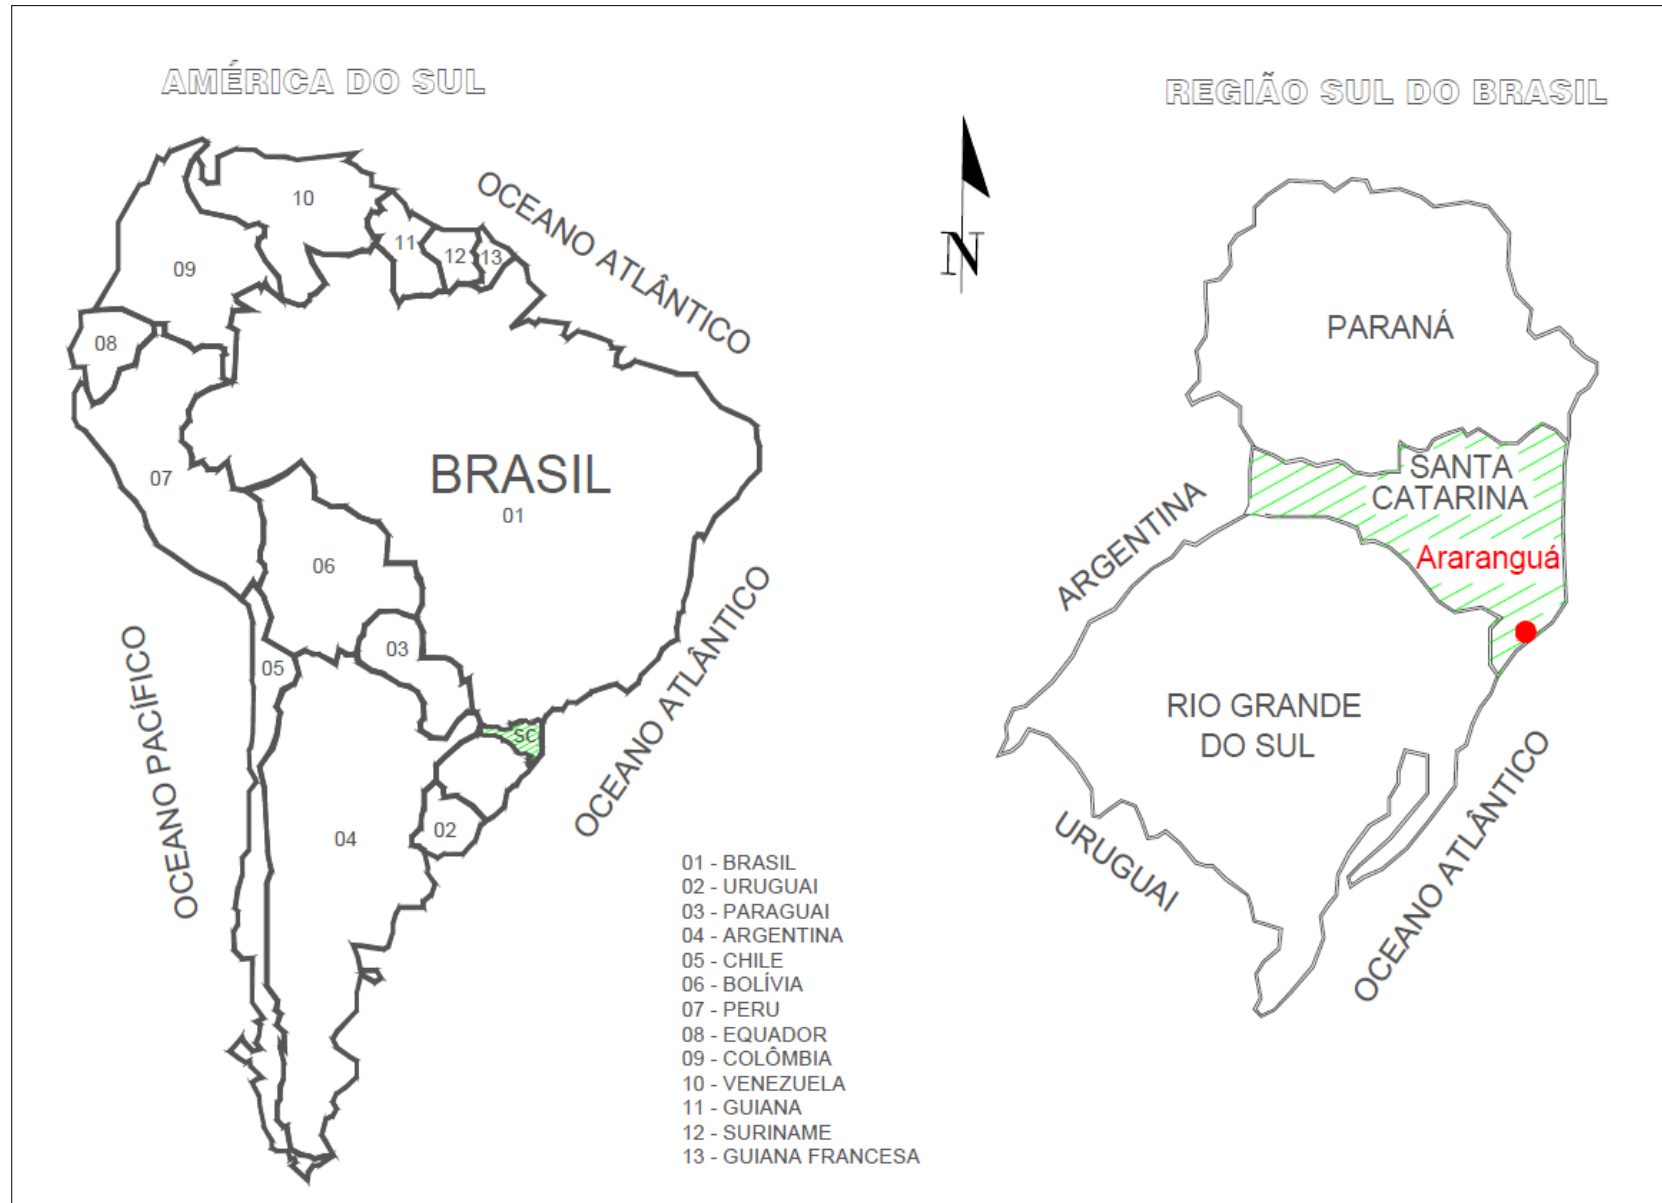 AMÉRICA DO SUL
10
OCEANO ATLÂNTICO
11
12
13
09
08
07
BRASIL
01
06
03
05
SC
OCEANO PACÍFICO
OCEANO ATLÂNTICO
04
02
01 - BRASIL
02 - URUGUAI
03 - PARAGUAI
04 - ARGENTINA
05 - CHILE
06 - BOLÍVIA
07 - PERU
08 - EQUADOR
09 - COLÔMBIA
10 - VENEZUELA
11 - GUIANA
12 - SURINAME
13 - GUIANA FRANCESA
N
REGIÃO SUL DO BRASIL
PARANÁ
SANTA
CATARINA
Araranguá
ARGENTINA
RIO GRANDE
DO SUL
URUGUAI
OCEANO ATLÂNTICO